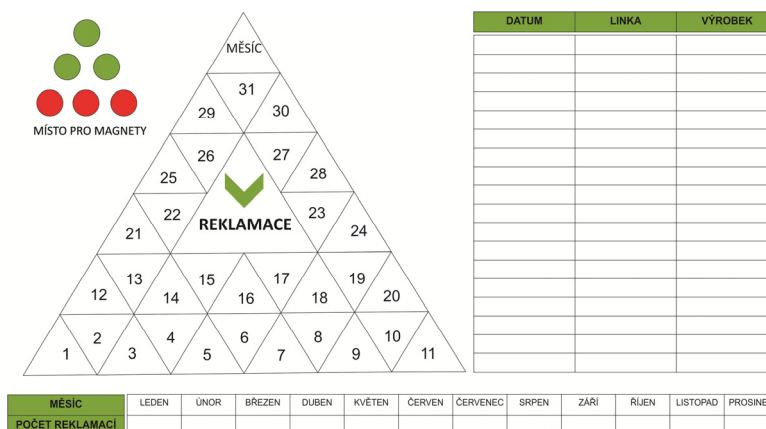 DATUM LINKA VÝROBEK
MĚSÍC
31
29 30
26 27
25 28
22 23
REKLAMACE
21 24
13 15 17 19
12 14 16 18 20
2 4 6 8 10
1 3 5 7 9 11
MÍSTO PRO MAGNETY
MĚSÍC LEDEN ÚNOR BŘEZEN DUBEN KVĚTEN ČERVEN ČERVENEC SRPEN ZÁŘÍ ŘÍJEN LISTOPAD PROSINE
POČET REKLAMACÍ